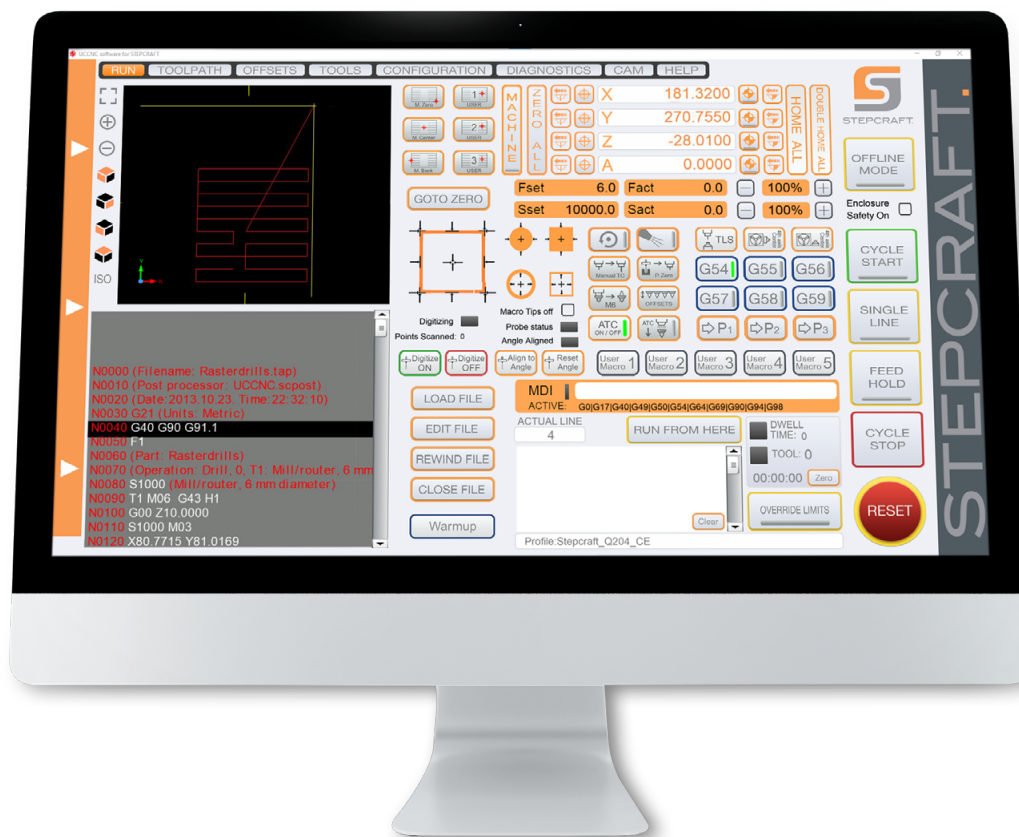 UCCNC software for STEPCRAFT
RUN TOOLPATH OFFSETS TOOLS CONFIGURATION DIAGNOSTICS CAM HELP
M. Zero 1 USER
M. Center 2 USER
M. Back 3 USER
GOTO ZERO
MACHINE
ZERO ALL
X 181.3200
Y 270.7550
Z -28.0100
A 0.0000
HOME ALL
DOUBLE HOME ALL
Fset 6.0 Fact 0.0 100%
Sset 10000.0 Sact 0.0 100%
STEPCRAFT.
OFFLINE MODE
Enclosure
Safety On
CYCLE START
SINGLE LINE
FEED HOLD
CYCLE STOP
RESET
STEPCRAFT.
ISO
Y
TLS
Manual TC P-Zero
M6 OFFSETS
ATC
ON / OFF
ATC
G54 G55 G56
G57 G58 G59
P1 P2 P3
Macro Tips off
Probe status
Angle Aligned
Digitizing
Points Scanned: 0
Digitize ON
Digitize OFF
Align to Angle
Reset Angle
User Macro 1
User Macro 2
User Macro 3
User Macro 4
User Macro 5
N0000 (Filename: Rasterdrills.tap)
N0010 (Post processor: UCCNC.scpost)
N0020 (Date:2013.10.23. Time:22:32:10)
N0030 G21 (Units: Metric)
N0040 G40 G90 G91.1
N0050 F1
N0060 (Part: Rasterdrills)
N0070 (Operation: Drill, 0, T1: Mill/router, 6 mm
N0080 S1000 (Mill/router, 6 mm diameter)
N0090 T1 M06 G43 H1
N0100 G00 Z10.0000
N0110 S1000 M03
N0120 X80.7715 Y81.0169
LOAD FILE
EDIT FILE
REWIND FILE
CLOSE FILE
Warmup
MDI
ACTIVE: G0|G17|G40|G49|G50|G54|G64|G69|G90|G94|G98
ACTUAL LINE
4
RUN FROM HERE
DWELL
TIME: 0
TOOL: 0
00:00:00 Zero
Clear
OVERRIDE LIMITS
Profile:Stepcraft_Q204_CE